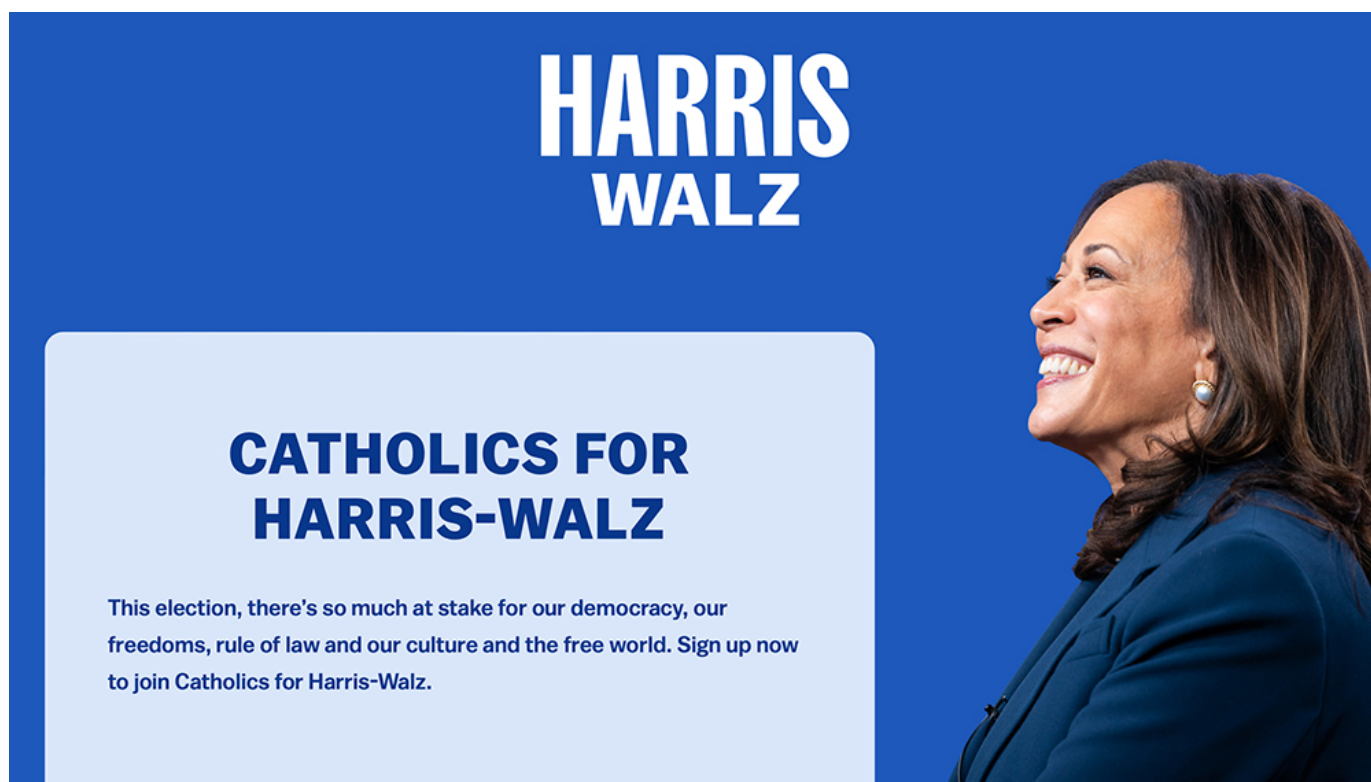 HARRIS
WALZ
CATHOLICS FOR
HARRIS-WALZ
This election, there’s so much at stake for our democracy, our
freedoms, rule of law and our culture and the free world. Sign up now
to join Catholics for Harris-Walz.